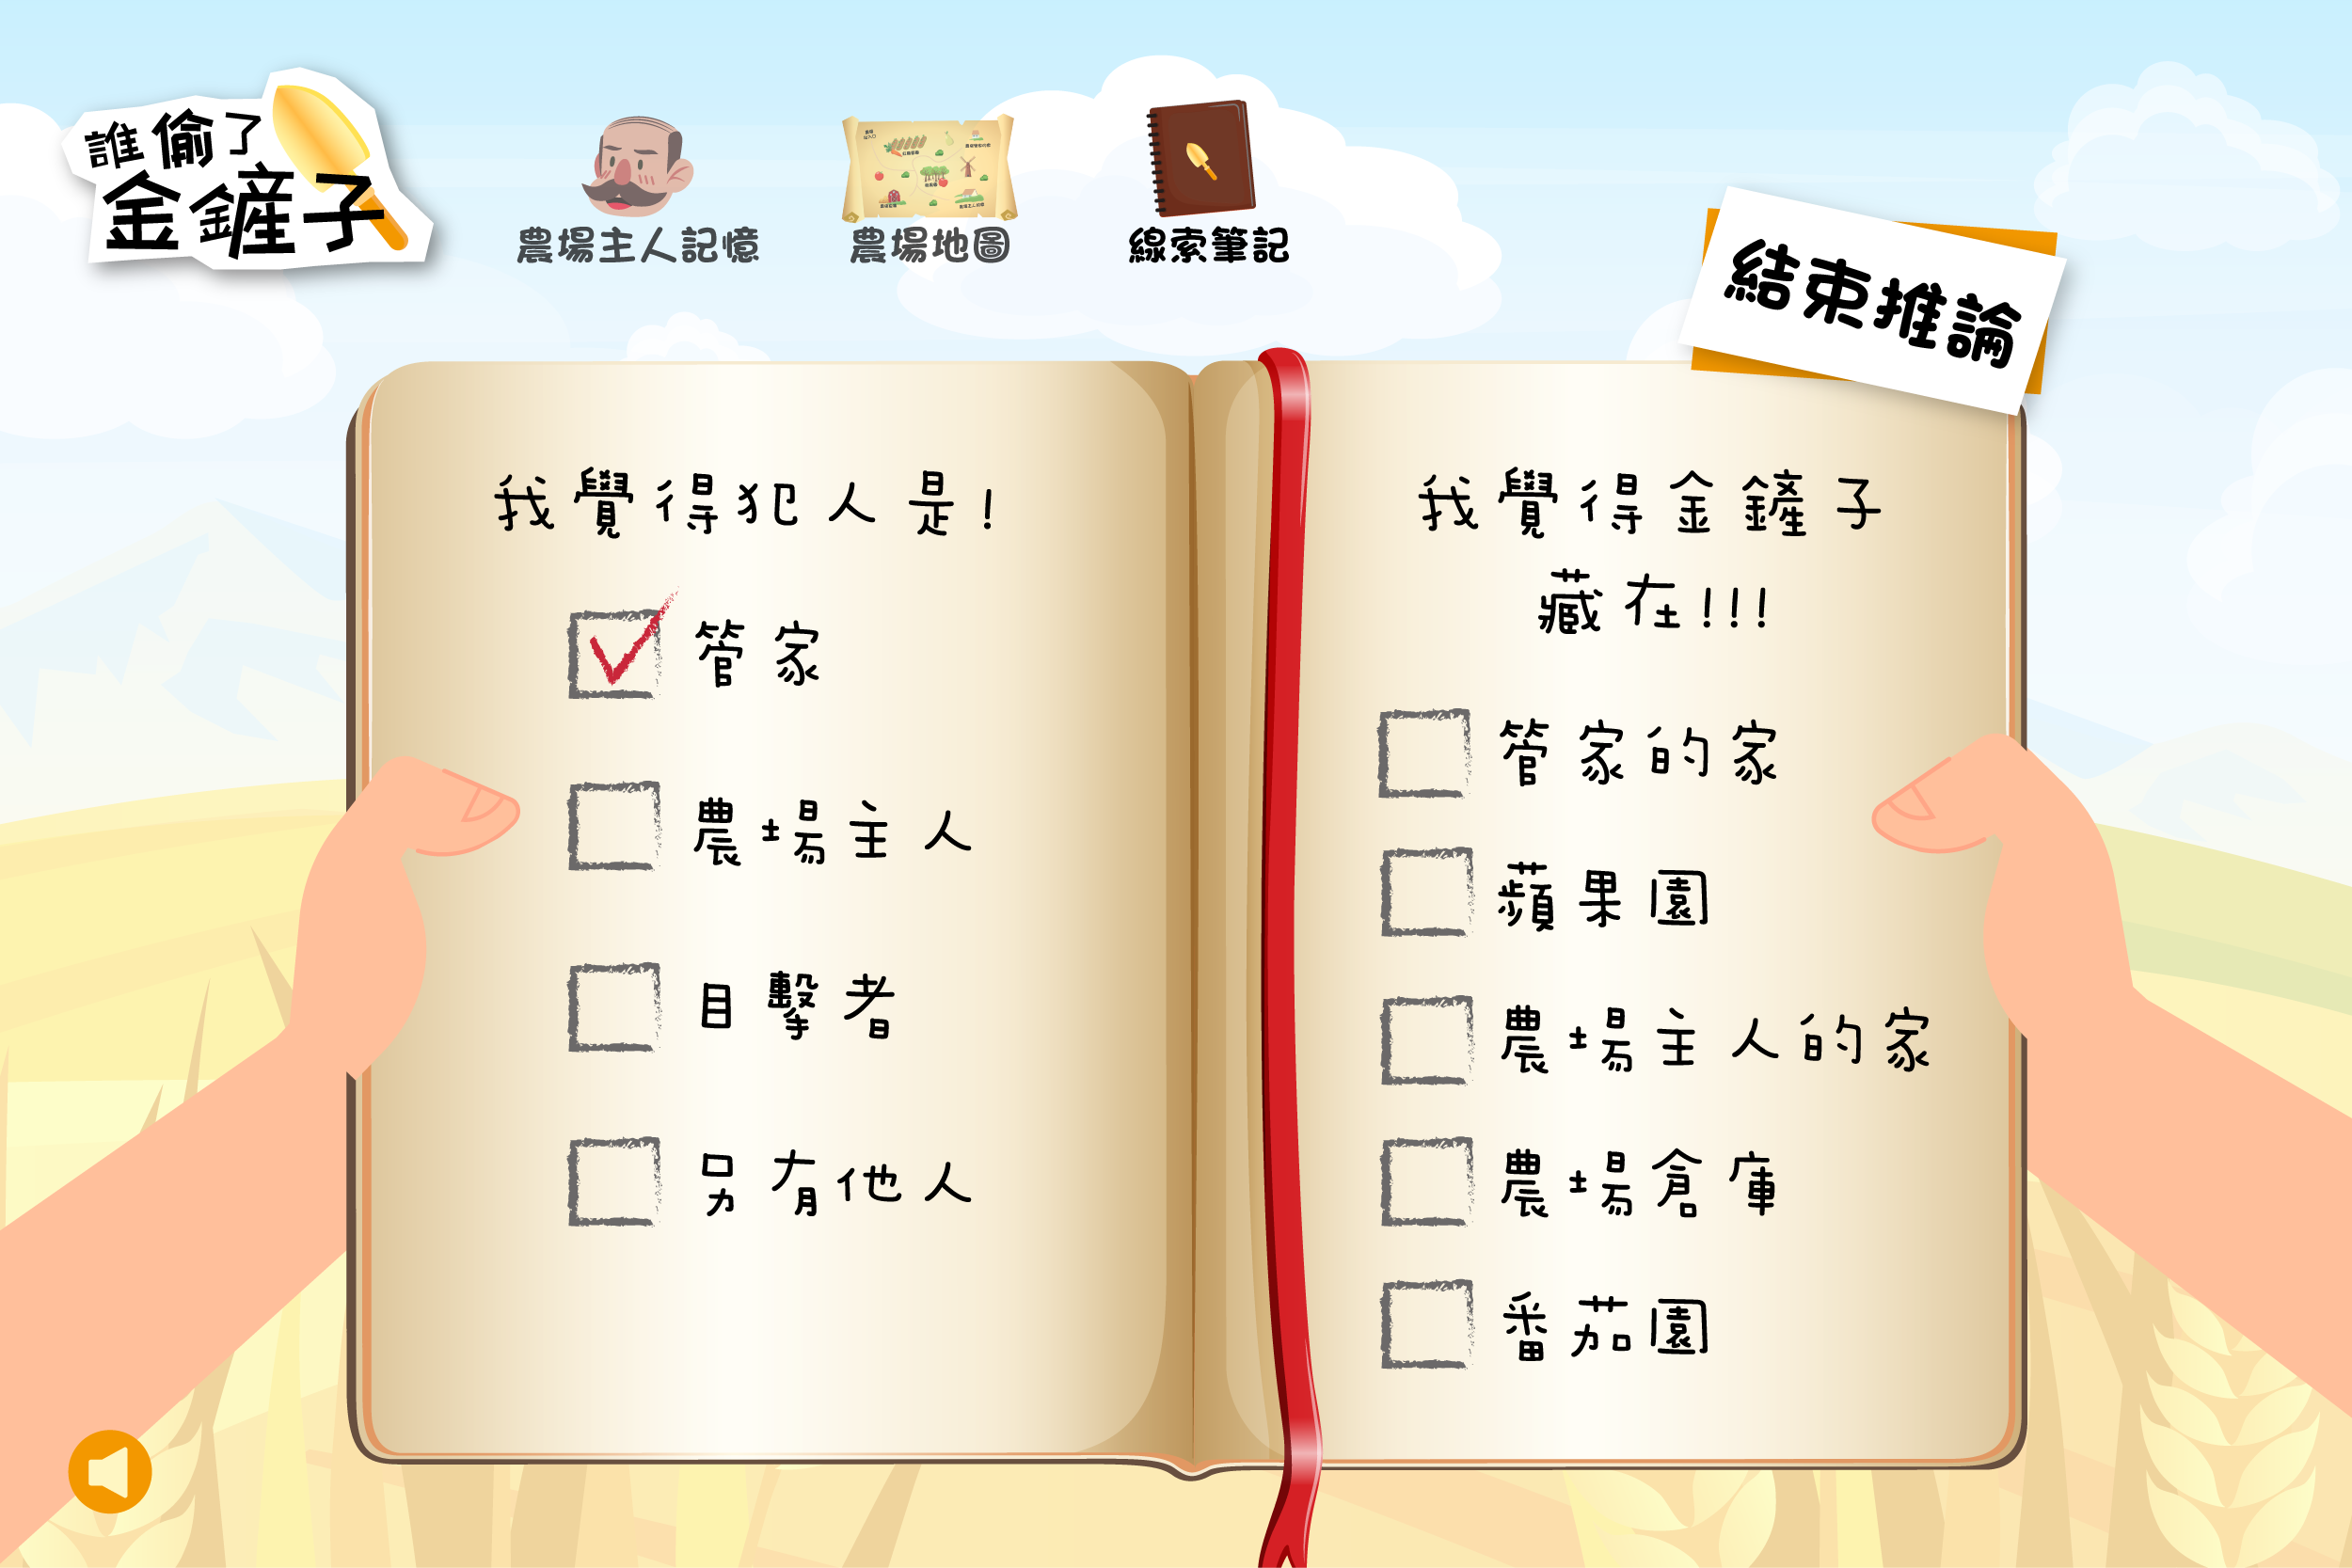 誰偷了
金鏟子
農場主人記憶
農場地圖
線索筆記
結束推論
我覺得犯人是!
管家
農場主人
目擊者
另有他人
我覺得金鏟子
藏在!!!
管家的家
蘋果園
農場主人的家
農場倉庫
番茄園